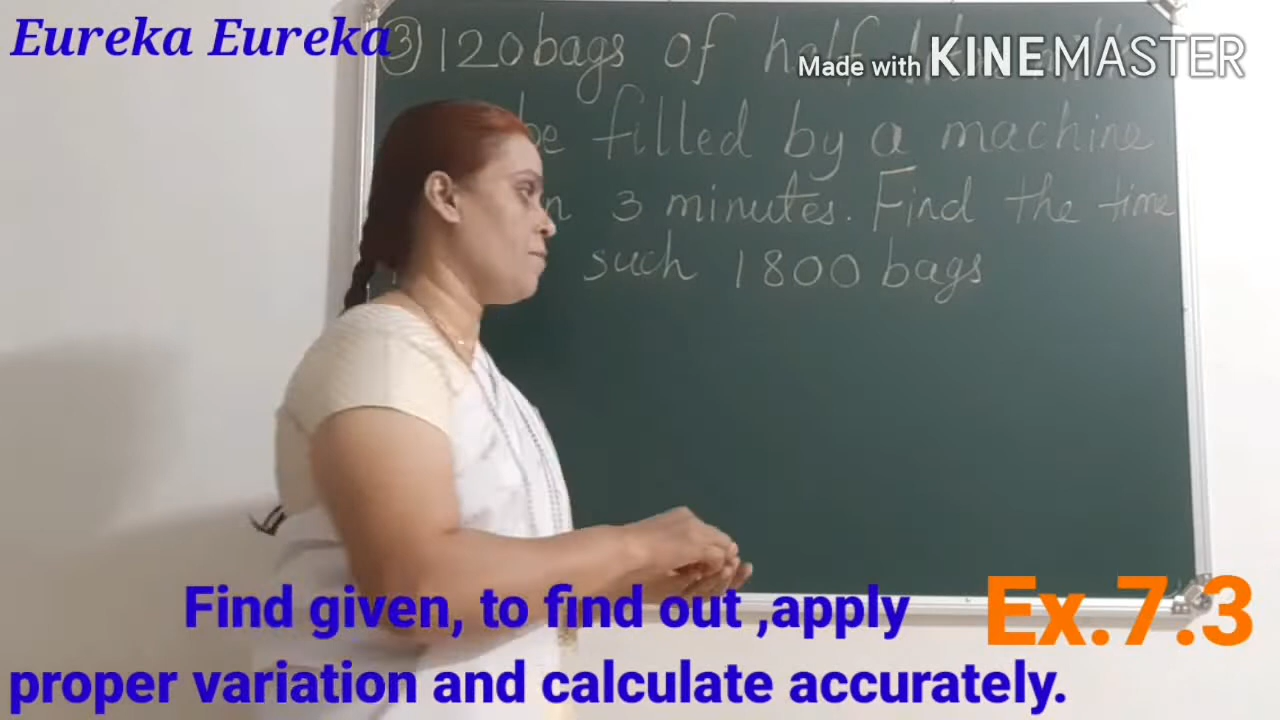 Eureka Eureka
③ 120 bags of half
Made with KINEMASTER
be filled by a machine
3 minutes. Find the time
such 1800 bags
Find given, to find out ,apply
Ex.7.3
proper variation and calculate accurately.